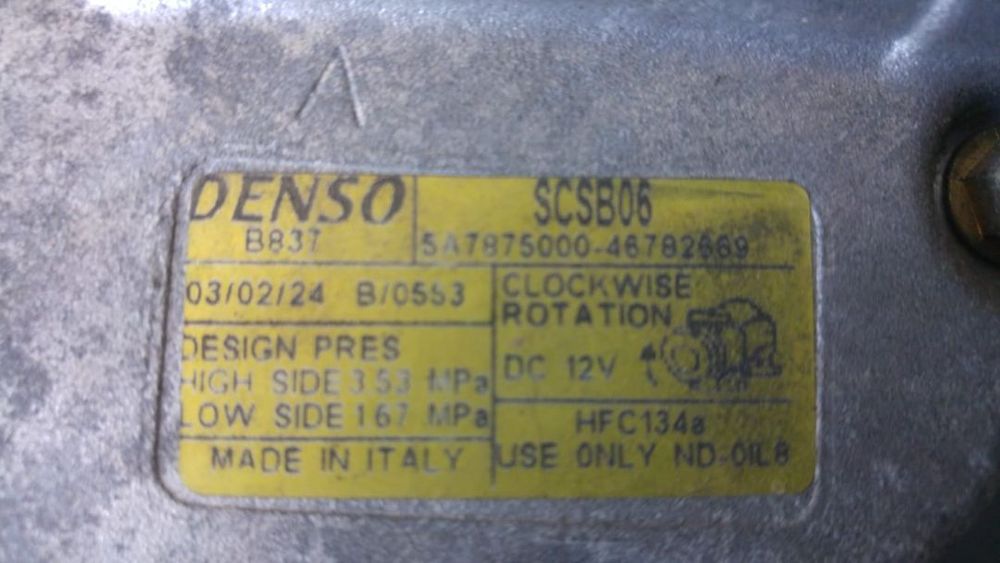 DENSO
B837
SCSB06
5A7875000-46782669
03/02/24 B/0553
CLOCKWISE
ROTATION
DC 12V
DESIGN PRES
HIGH SIDE 3.53 MPa
LOW SIDE 1.67 MPa
HFC134a
MADE IN ITALY
USE ONLY ND-OIL8